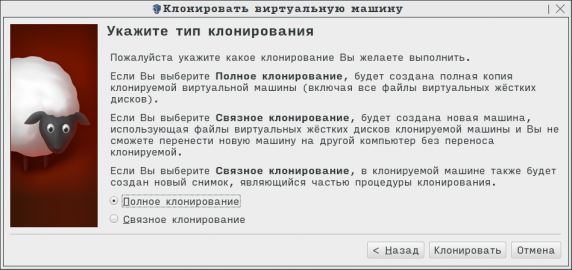 Клонировать виртуальную машину
Укажите тип клонирования
Пожалуйста укажите какое клонирование Вы желаете выполнить.
Если Вы выберите Полное клонирование, будет создана полная копия
клонируемой виртуальной машины (включая все файлы виртуальных жёстких
дисков).
Если Вы выберите Связное клонирование, будет создана новая машина,
использующая файлы виртуальных жёстких дисков клонируемой машины и Вы не
сможете перенести новую машину на другой компьютер без переноса
клонируемой.
Если Вы выберите Связное клонирование, в клонируемой машине также будет
создан новый снимок, являющийся частью процедуры клонирования.
Полное клонирование
Связное клонирование
< Назад Клонировать Отмена